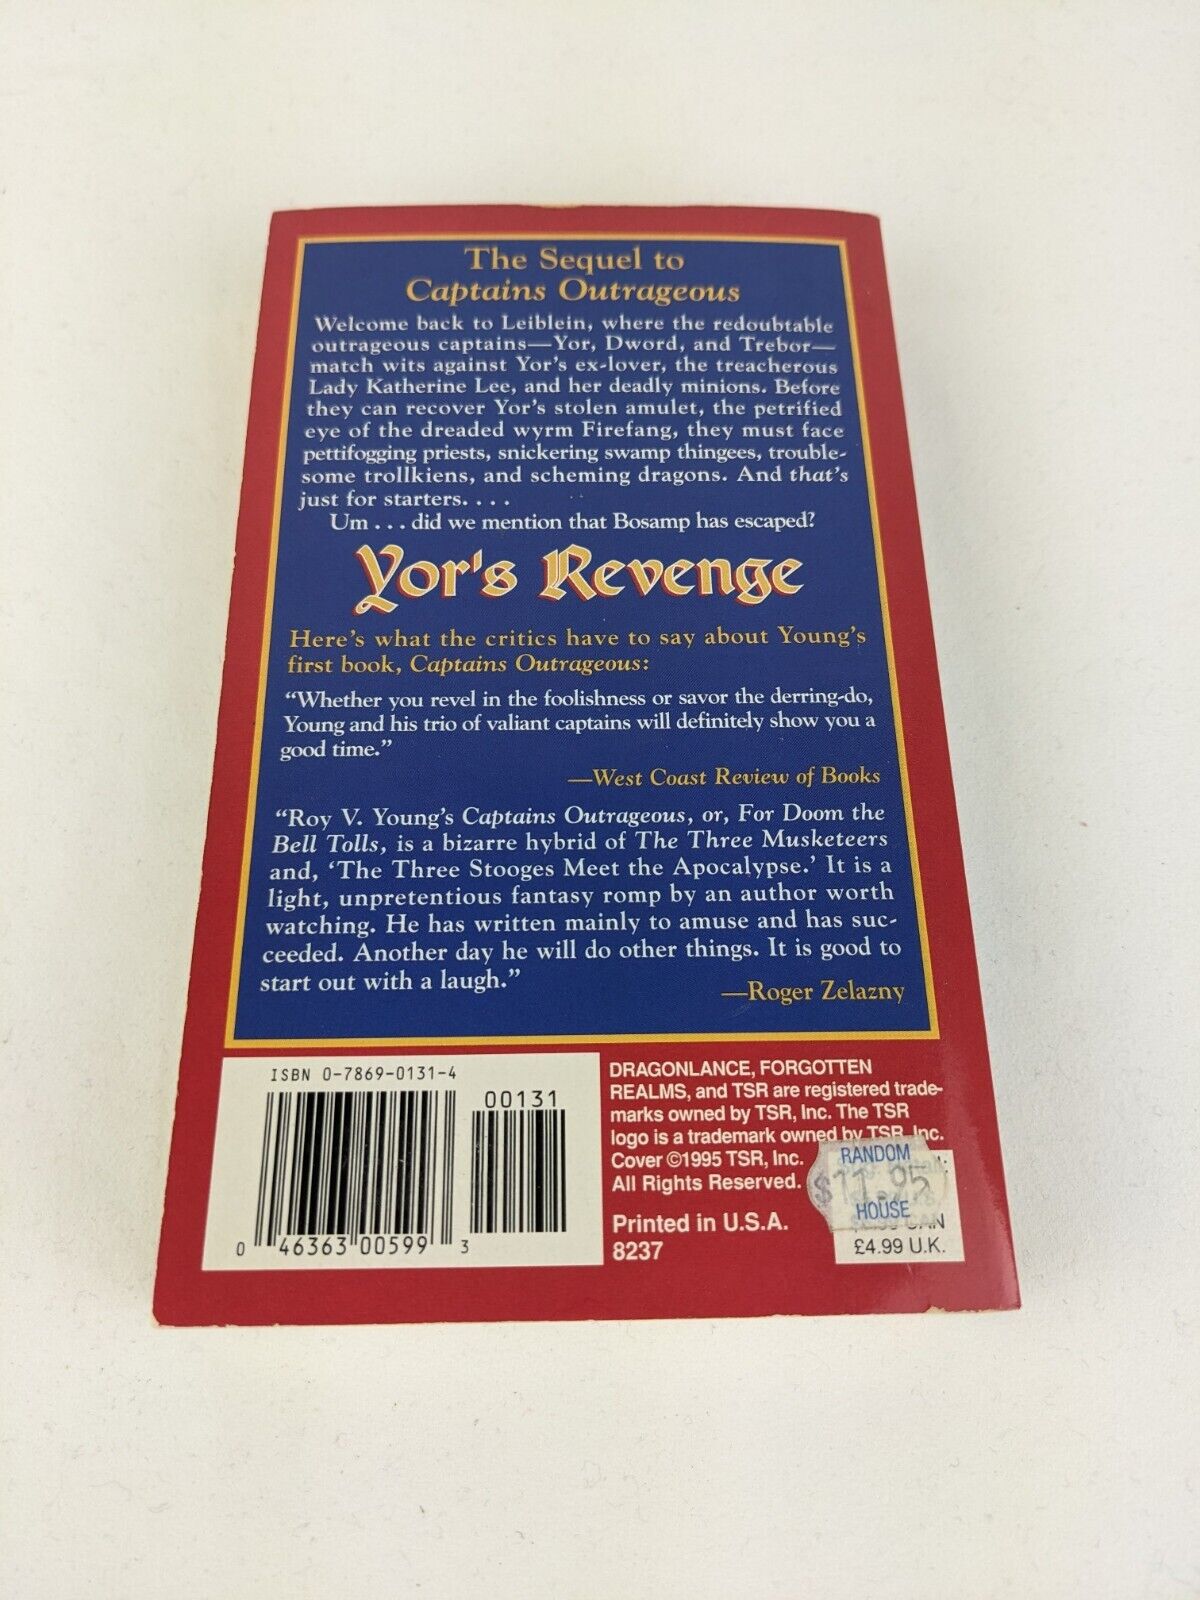 The Sequel to
Captains Outrageous
Welcome back to Leiblein, where the redoubtable
outrageous captains—Yor, Dword, and Trebor—
match wits against Yor's ex-lover, the treacherous
Lady Katherine Lee, and her deadly minions. Before
they can recover Yor's stolen amulet, the petrified
eye of the dreaded wyrm Firefang, they must face
pettifogging priests, snickering swamp thingees, trouble-
some trollkiens, and scheming dragons. And that's
just for starters. . . .
Um . . . did we mention that Bosamp has escaped?
Yor's Revenge
Here's what the critics have to say about Young's
first book, Captains Outrageous:
“Whether you revel in the foolishness or savor the derring-do,
Young and his trio of valiant captains will definitely show you a
good time.”
—West Coast Review of Books
“Roy V. Young's Captains Outrageous, or, For Doom the
Bell Tolls, is a bizarre hybrid of The Three Musketeers
and, ‘The Three Stooges Meet the Apocalypse.’ It is a
light, unpretentious fantasy romp by an author worth
watching. He has written mainly to amuse and has suc-
ceeded. Another day he will do other things. It is good to
start out with a laugh.”
—Roger Zelazny
ISBN 0-7869-0131-4
00131
0 46363 00599 3
DRAGONLANCE, FORGOTTEN
REALMS, and TSR are registered trade-
marks owned by TSR, Inc. The TSR
logo is a trademark owned by TSR, Inc.
Cover ©1995 TSR, Inc.
All Rights Reserved.
Printed in U.S.A.
8237
RANDOM
$11.95
HOUSE
CAN
£4.99 U.K.